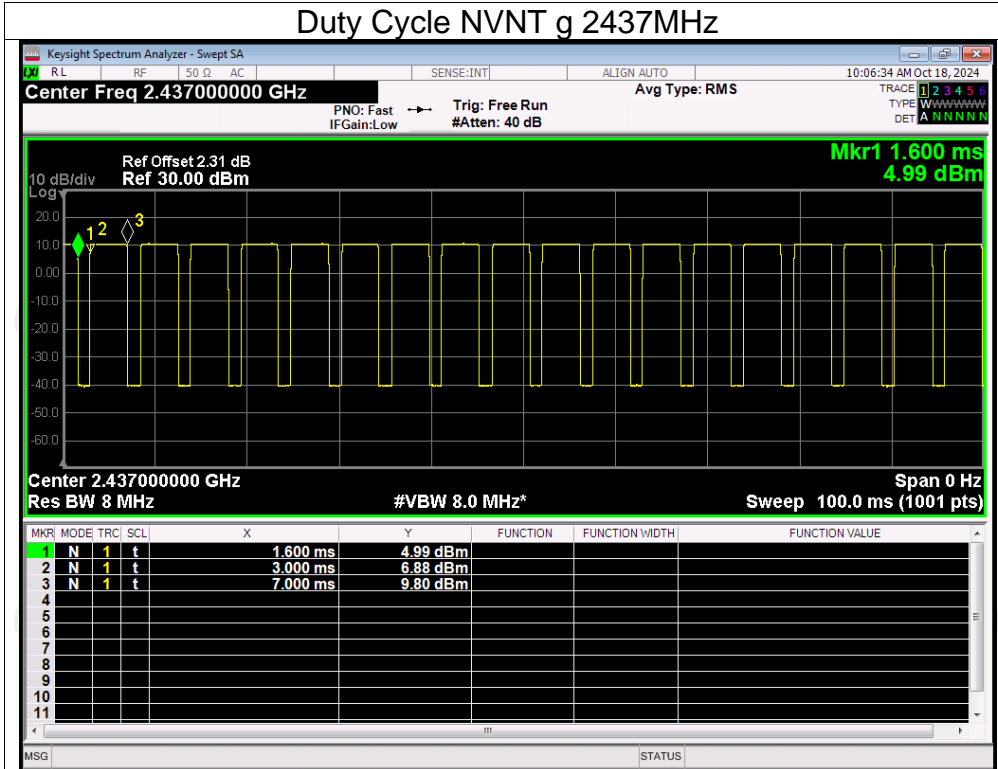 Duty Cycle NVNT g 2437MHz
Keysight Spectrum Analyzer - Swept SA
LXI RL RF 50 Ω AC SENSE:INT ALIGN AUTO 10:06:34 AM Oct 18, 2024
Center Freq 2.437000000 GHz Avg Type: RMS TRACE 1 2 3 4 5 6
PNO: Fast Trig: Free Run TYPE WWWWWW
IFGain:Low #Atten: 40 dB DET A N N N N N
Mkr1 1.600 ms
4.99 dBm
Ref Offset 2.31 dB
10 dB/div Ref 30.00 dBm
Log
20.0
10.0
0.00
-10.0
-20.0
-30.0
-40.0
-50.0
-60.0
1 2 3
Center 2.437000000 GHz Span 0 Hz
Res BW 8 MHz #VBW 8.0 MHz* Sweep 100.0 ms (1001 pts)
MKR MODE TRC SCL X Y FUNCTION FUNCTION WIDTH FUNCTION VALUE
1 N 1 t 1.600 ms 4.99 dBm
2 N 1 t 3.000 ms 6.88 dBm
3 N 1 t 7.000 ms 9.80 dBm
4
5
6
7
8
9
10
11
MSG STATUS